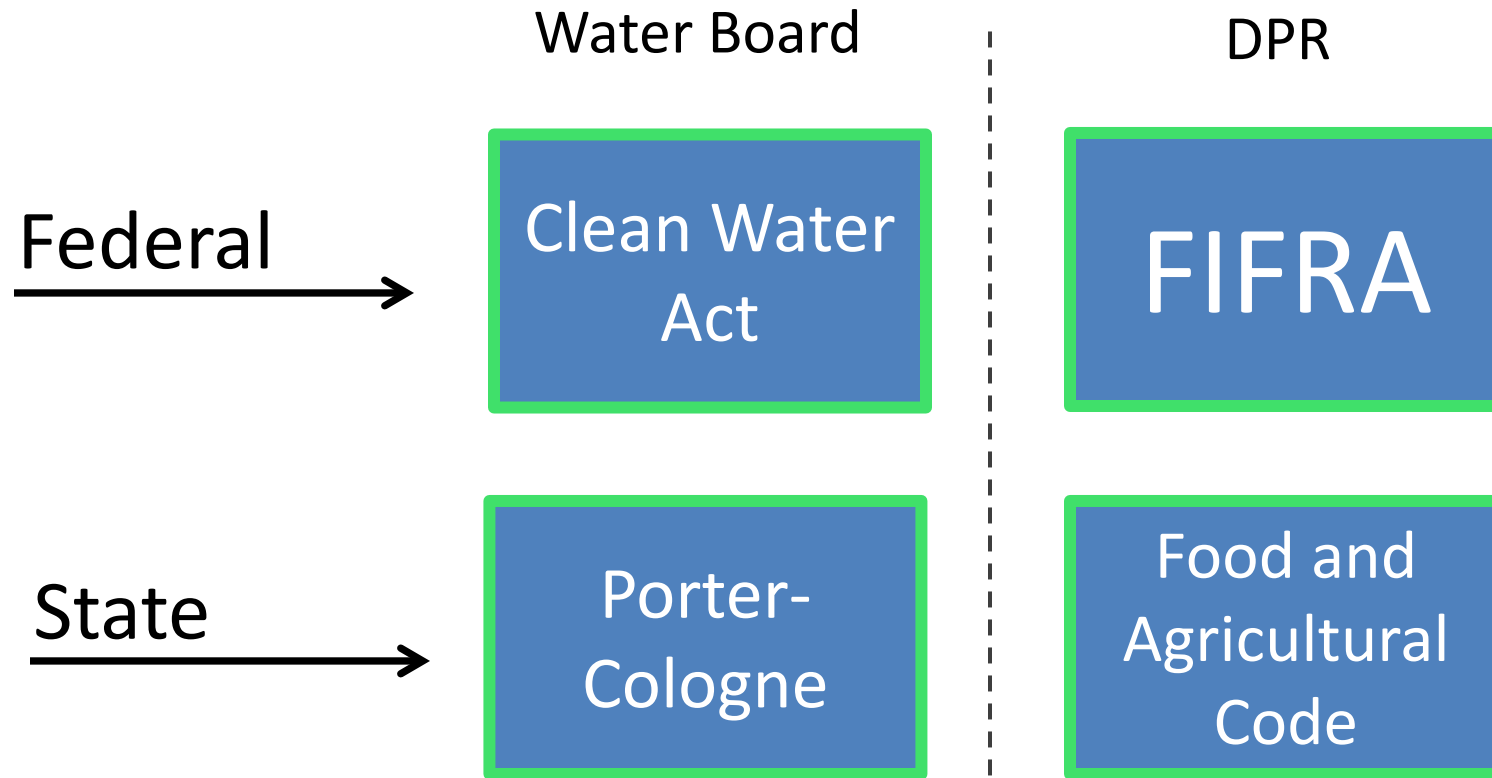 Water Board
DPR
Federal
Clean Water
Act
FIFRA
State
Porter-
Cologne
Food and
Agricultural
Code